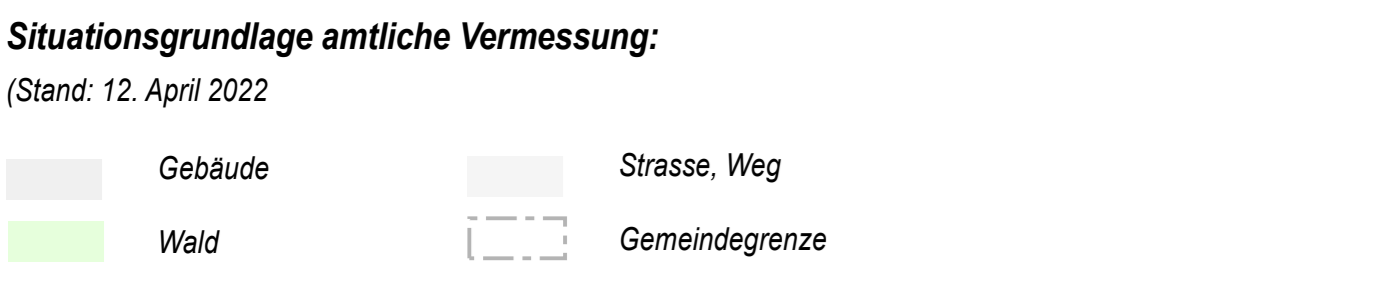 Situationsgrundlage amtliche Vermessung:
(Stand: 12. April 2022
Gebäude
Strasse, Weg
Wald
Gemeindegrenze